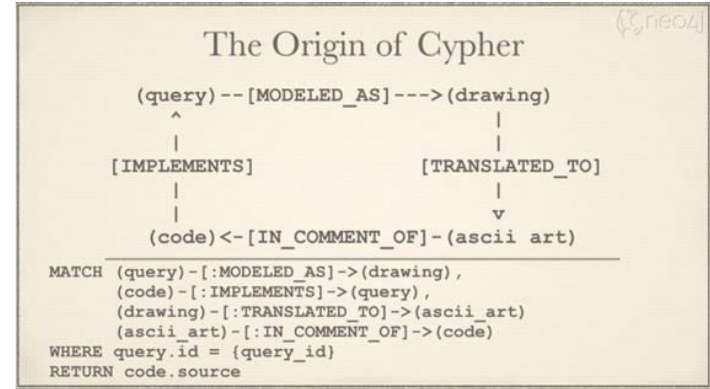 neo4j
The Origin of Cypher
(query)--[MODELED_AS]--->(drawing)
^ |
| |
[IMPLEMENTS] [TRANSLATED_TO]
| |
| v
(code)<-[IN_COMMENT_OF]-(ascii art)
MATCH (query)-[:MODELED_AS]->(drawing),
(code)-[:IMPLEMENTS]->(query),
(drawing)-[:TRANSLATED_TO]->(ascii_art)
(ascii_art)-[:IN_COMMENT_OF]->(code)
WHERE query.id = {query_id}
RETURN code.source